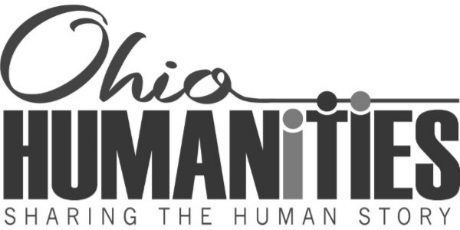 Ohio
HUMANiTiES
SHARING THE HUMAN STORY